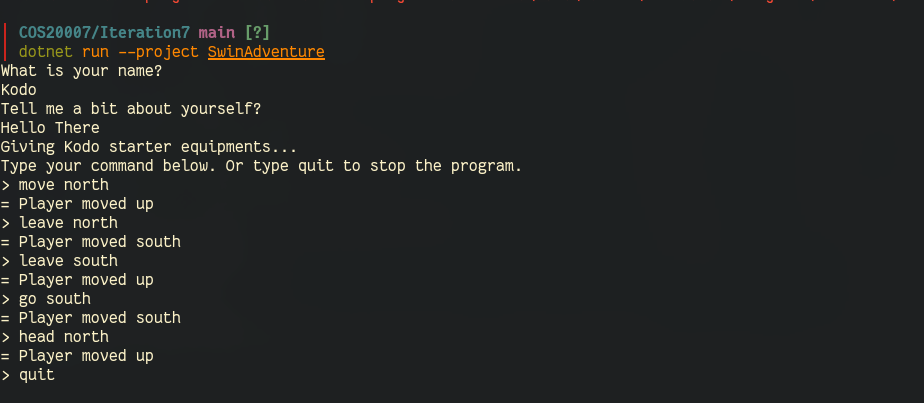 COS20007/Iteration7 main [?]
dotnet run --project SwinAdventure
What is your name?
Kodo
Tell me a bit about yourself?
Hello There
Giving Kodo starter equipments...
Type your command below. Or type quit to stop the program.
> move north
= Player moved up
> leave north
= Player moved south
> leave south
= Player moved up
> go south
= Player moved south
> head north
= Player moved up
> quit